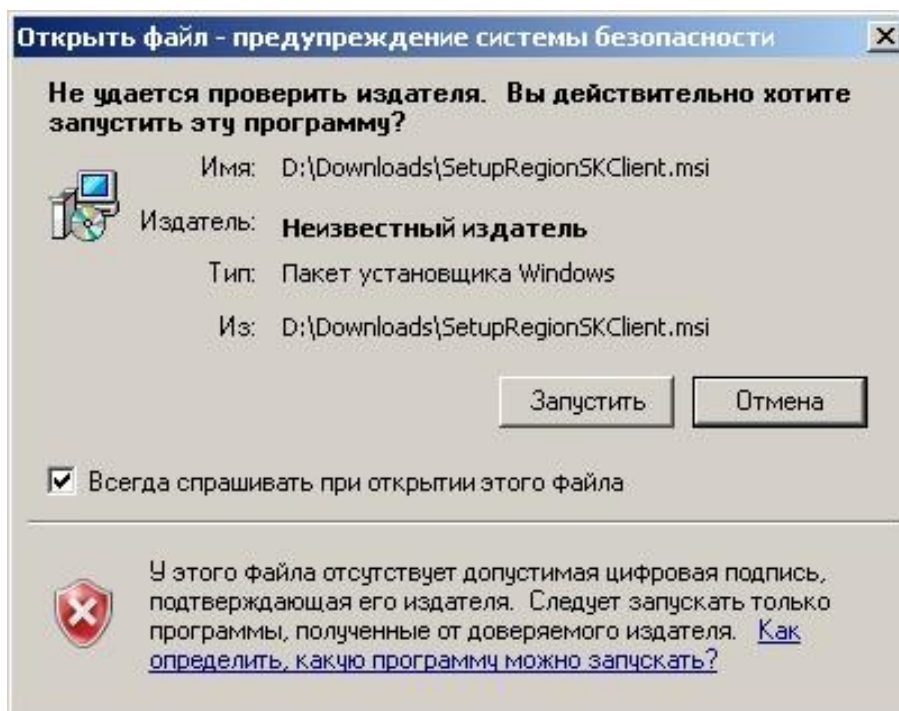 Открыть файл - предупреждение системы безопасности
Не удается проверить издателя. Вы действительно хотите
запустить эту программу?
Имя: D:\Downloads\SetupRegionSKClient.msi
Издатель: Неизвестный издатель
Тип: Пакет установщика Windows
Из: D:\Downloads\SetupRegionSKClient.msi
Запустить Отмена
Всегда спрашивать при открытии этого файла
У этого файла отсутствует допустимая цифровая подпись,
подтверждающая его издателя. Следует запускать только
программы, полученные от доверяемого издателя. Как
определить, какую программу можно запускать?